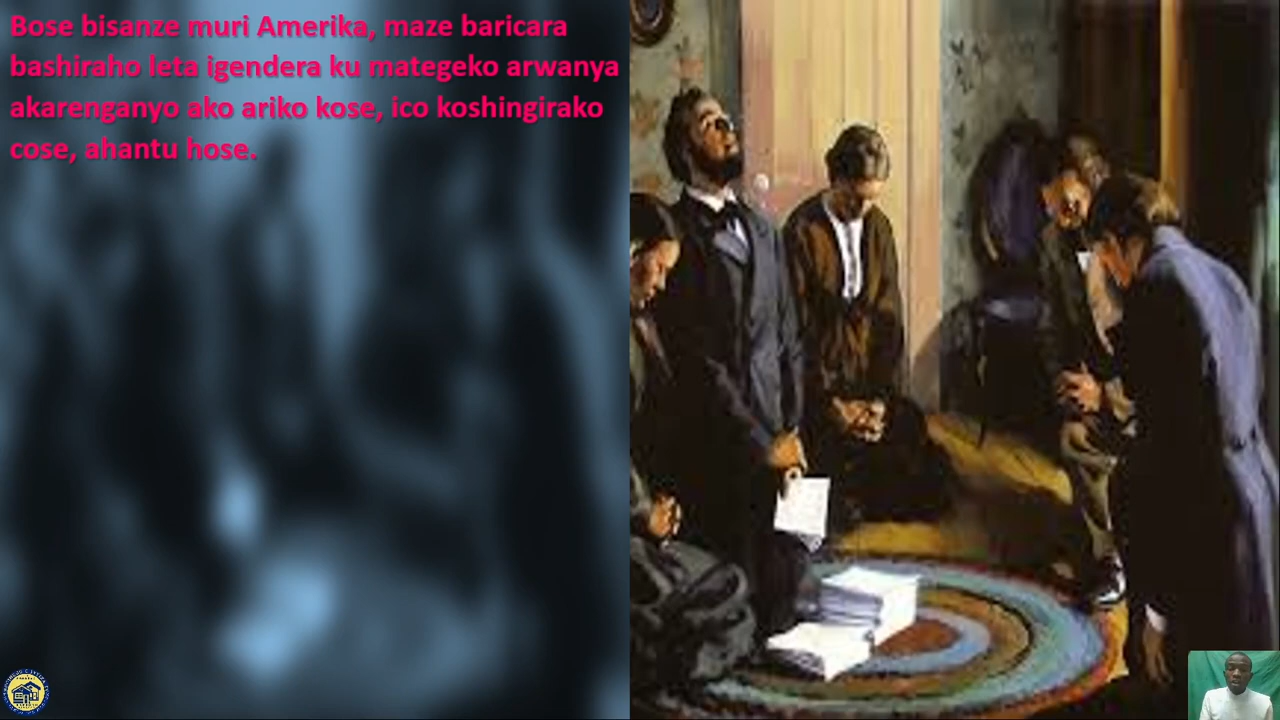 Bose bisanze muri Amerika, maze baricara
bashiraho leta igendera ku mategeko arwanya
akarenganyo ako ariko kose, ico koshingirako
cose, ahantu hose.